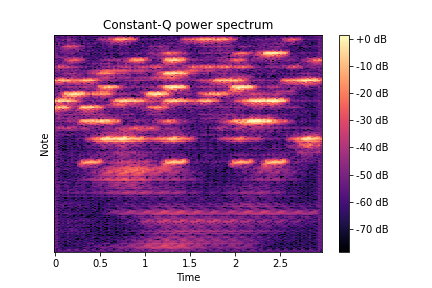 Constant-Q power spectrum
+0 dB
-10 dB
-20 dB
-30 dB
-40 dB
-50 dB
-60 dB
-70 dB
Note
0 0.5 1 1.5 2 2.5
Time